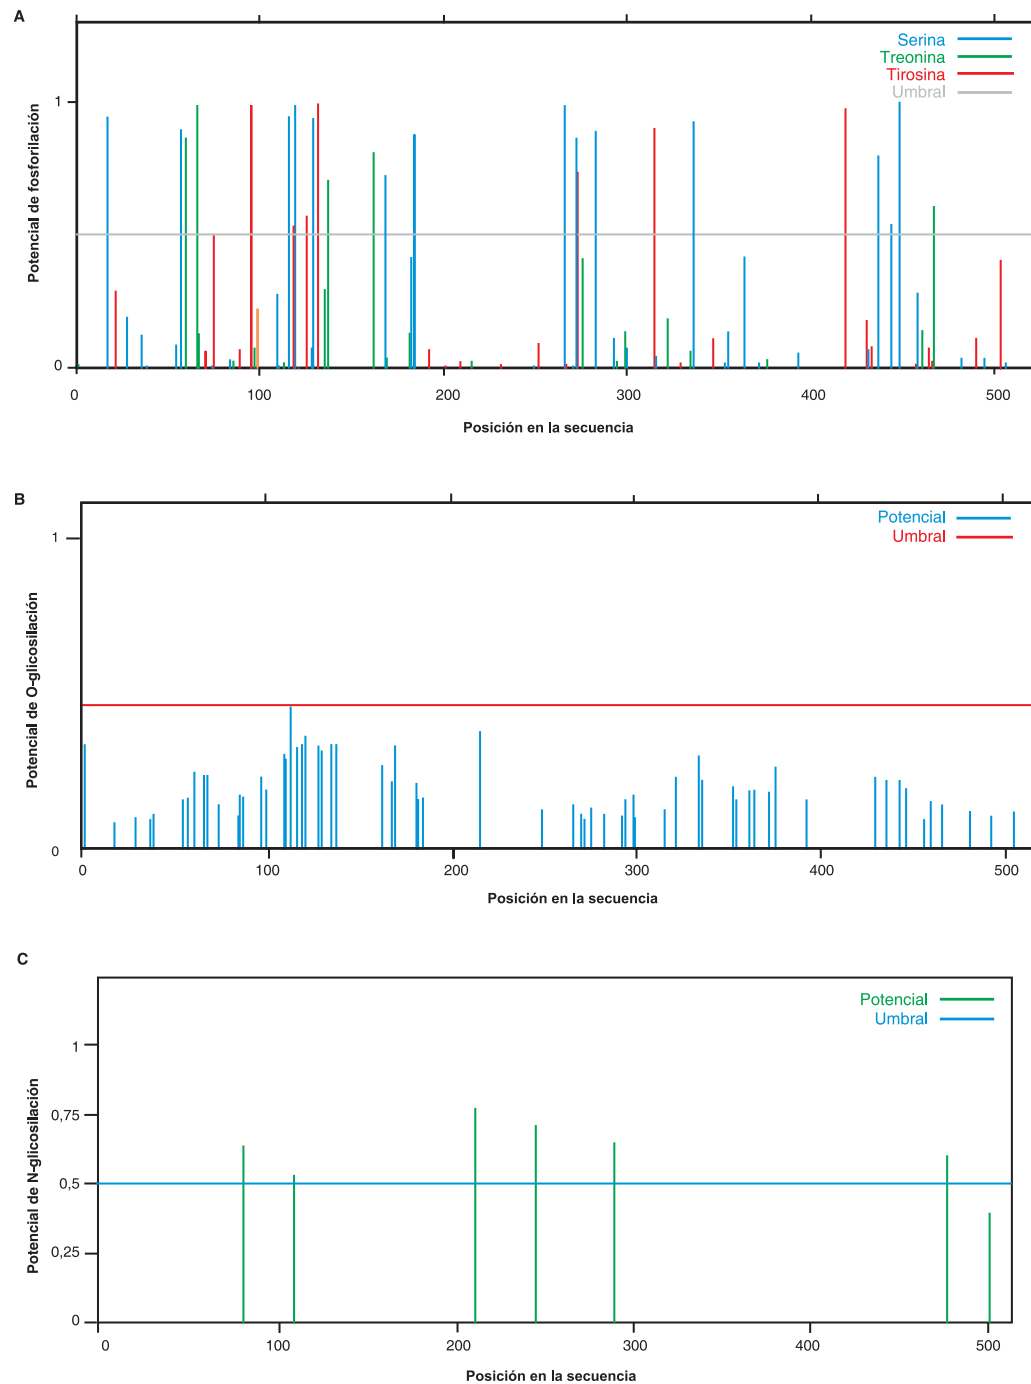 A
Serina
Treonina
Tirosina
Umbral
Potencial de fosforilación
1
0
0
100
200
300
400
500
Posición en la secuencia
B
Potencial
Umbral
Potencial de O-glicosilación
1
0
0
100
200
300
400
500
Posición en la secuencia
C
Potencial
Umbral
Potencial de N-glicosilación
1
0,75
0,5
0,25
0
0
100
200
300
400
500
Posición en la secuencia